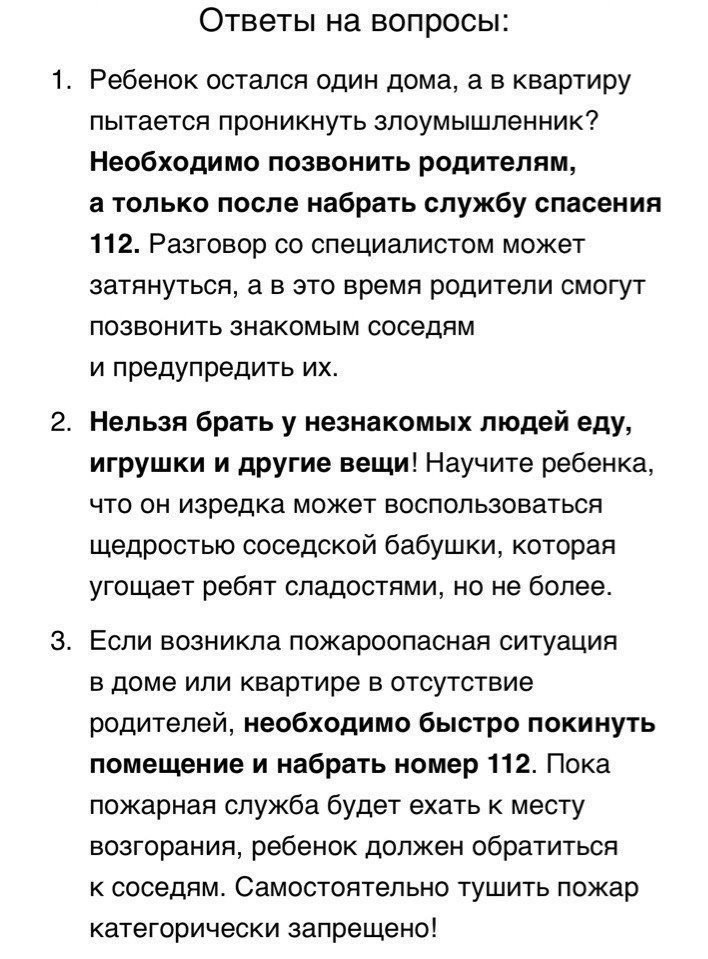 Ответы на вопросы:
1. Ребенок остался один дома, а в квартиру
пытается проникнуть злоумышленник?
Необходимо позвонить родителям,
а только после набрать службу спасения
112. Разговор со специалистом может
затянуться, а в это время родители смогут
позвонить знакомым соседям
и предупредить их.
2. Нельзя брать у незнакомых людей еду,
игрушки и другие вещи! Научите ребенка,
что он изредка может воспользоваться
щедростью соседской бабушки, которая
угощает ребят сладостями, но не более.
3. Если возникла пожароопасная ситуация
в доме или квартире в отсутствие
родителей, необходимо быстро покинуть
помещение и набрать номер 112. Пока
пожарная служба будет ехать к месту
возгорания, ребенок должен обратиться
к соседям. Самостоятельно тушить пожар
категорически запрещено!